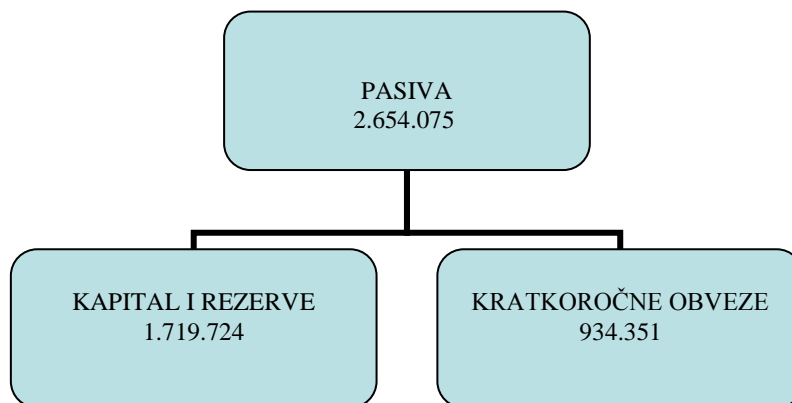 PASIVA
2.654.075
KAPITAL I REZERVE
1.719.724
KRATKOROČNE OBVEZE
934.351